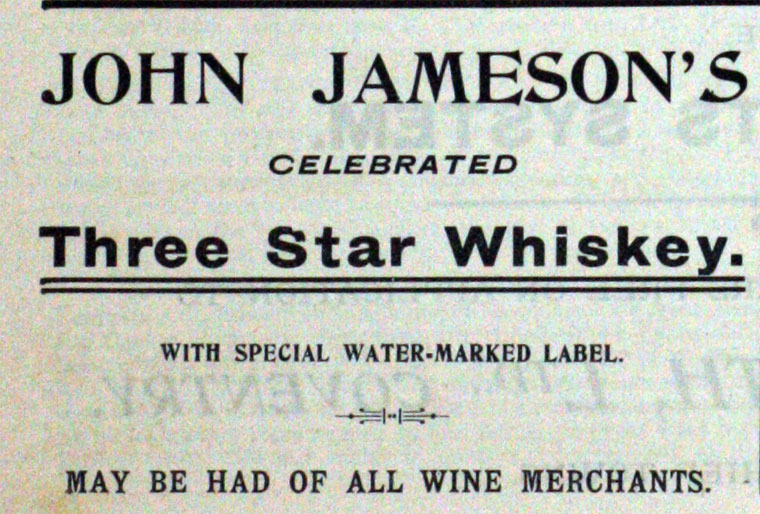 JOHN JAMESON'S
CELEBRATED
Three Star Whiskey.
WITH SPECIAL WATER-MARKED LABEL.
MAY BE HAD OF ALL WINE MERCHANTS.